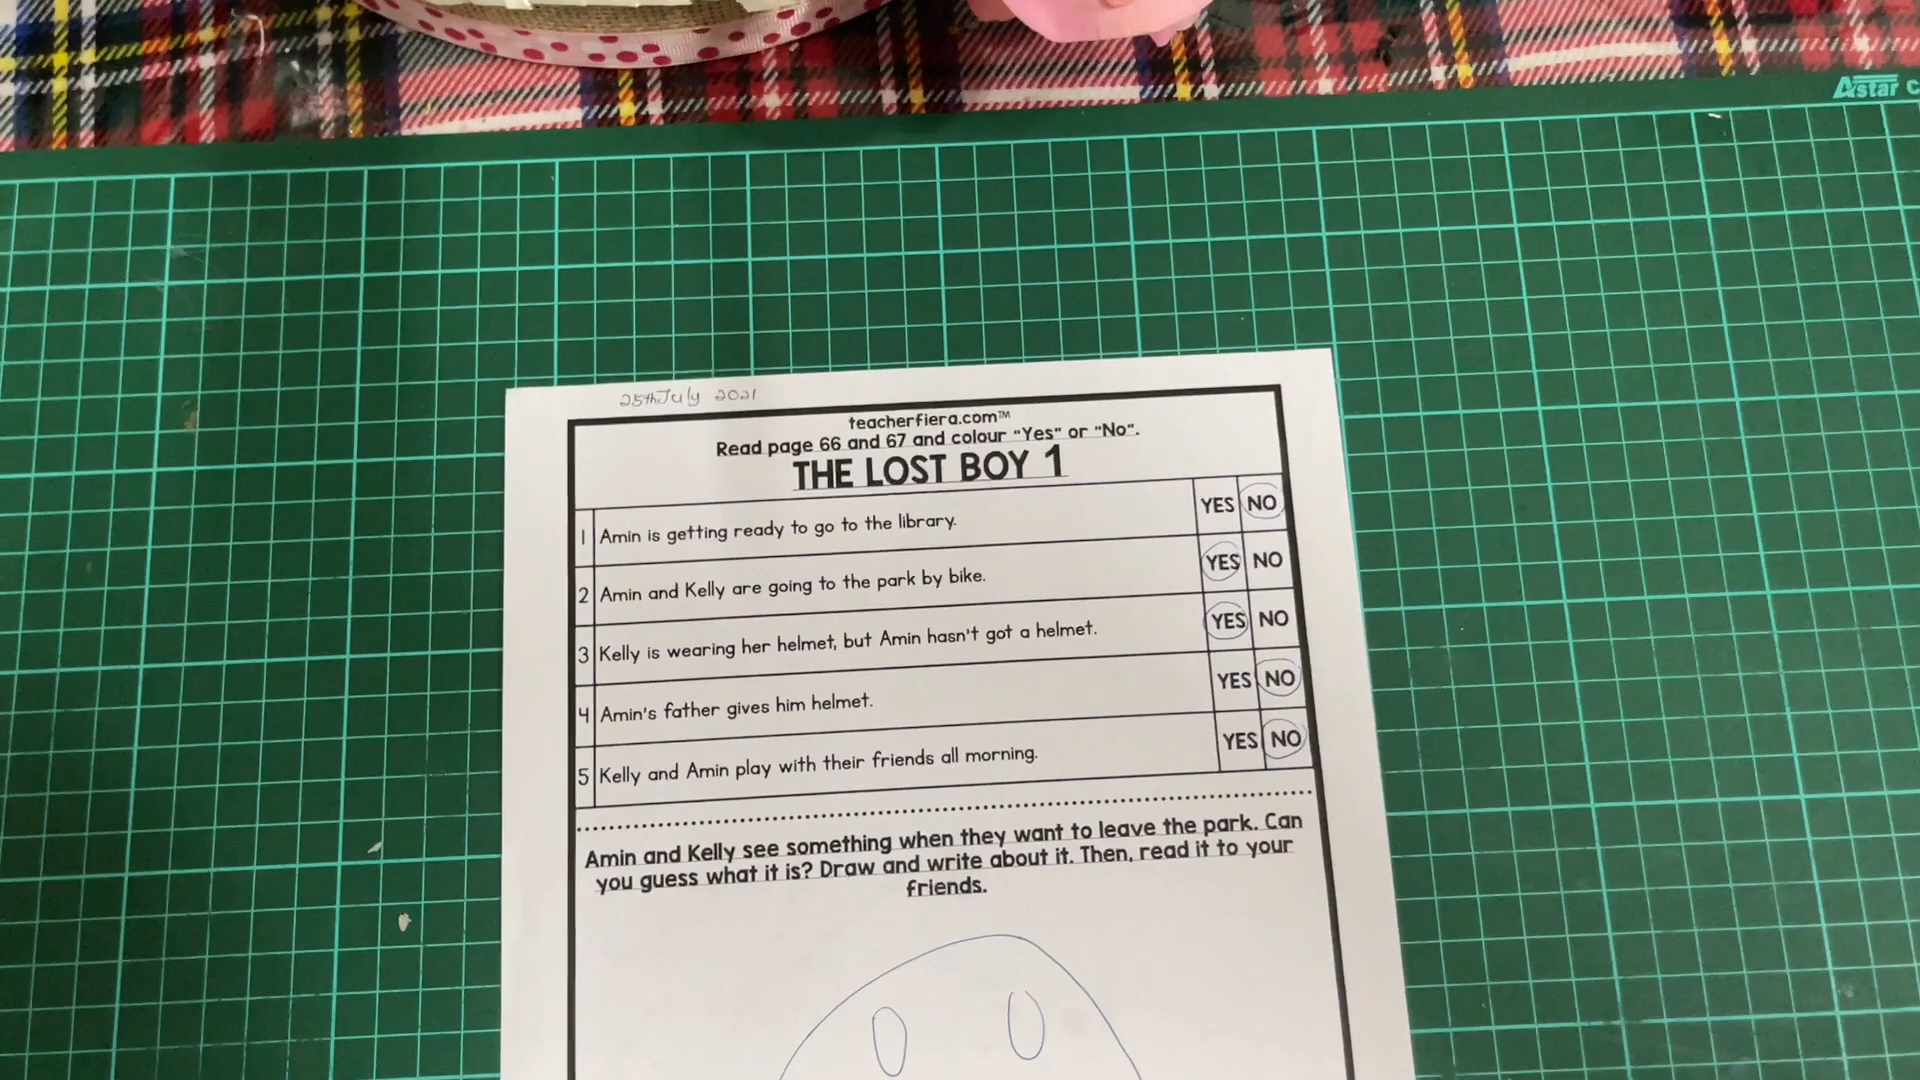 Astar C
25thJuly 2021
teacherfiera.com™
Read page 66 and 67 and colour "Yes" or "No".
THE LOST BOY 1
1 Amin is getting ready to go to the library. YES NO
2 Amin and Kelly are going to the park by bike. YES NO
3 Kelly is wearing her helmet, but Amin hasn't got a helmet. YES NO
4 Amin's father gives him helmet. YES NO
5 Kelly and Amin play with their friends all morning. YES NO
Amin and Kelly see something when they want to leave the park. Can
you guess what it is? Draw and write about it. Then, read it to your
friends.